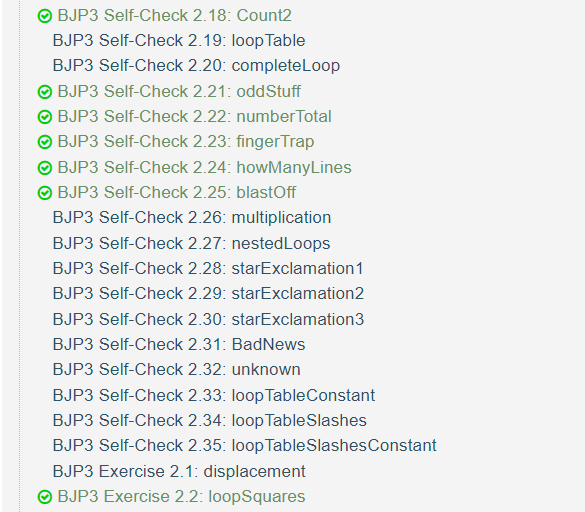 BJP3 Self-Check 2.18: Count2
BJP3 Self-Check 2.19: loopTable
BJP3 Self-Check 2.20: completeLoop
BJP3 Self-Check 2.21: oddStuff
BJP3 Self-Check 2.22: numberTotal
BJP3 Self-Check 2.23: fingerTrap
BJP3 Self-Check 2.24: howManyLines
BJP3 Self-Check 2.25: blastOff
BJP3 Self-Check 2.26: multiplication
BJP3 Self-Check 2.27: nestedLoops
BJP3 Self-Check 2.28: starExclamation1
BJP3 Self-Check 2.29: starExclamation2
BJP3 Self-Check 2.30: starExclamation3
BJP3 Self-Check 2.31: BadNews
BJP3 Self-Check 2.32: unknown
BJP3 Self-Check 2.33: loopTableConstant
BJP3 Self-Check 2.34: loopTableSlashes
BJP3 Self-Check 2.35: loopTableSlashesConstant
BJP3 Exercise 2.1: displacement
BJP3 Exercise 2.2: loopSquares